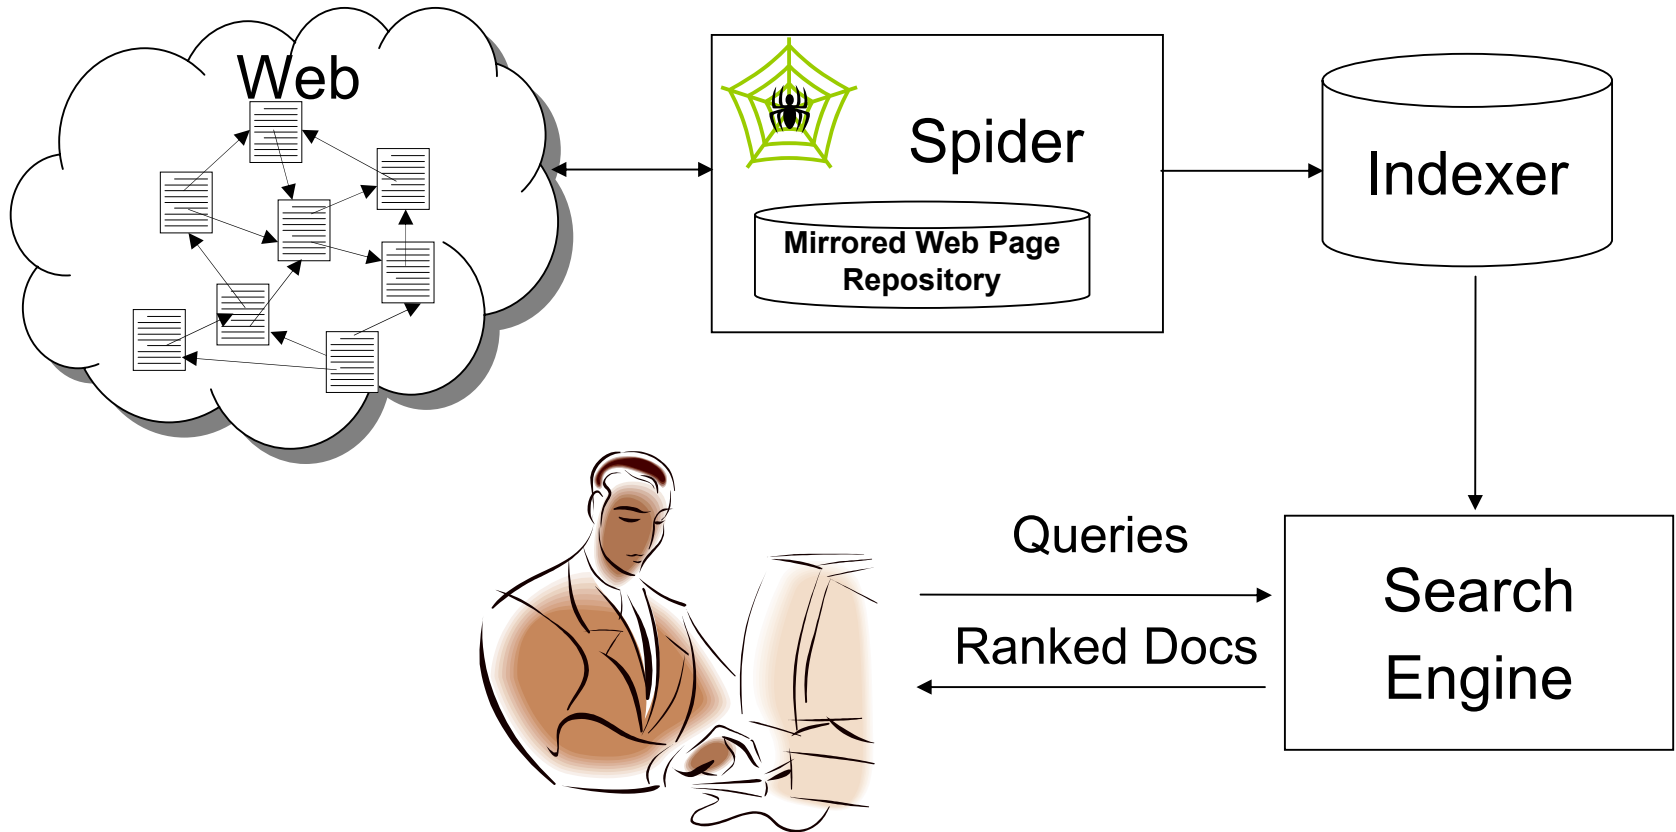 Web
Spider
Mirrored Web Page
Repository
Indexer
Queries
Ranked Docs
Search
Engine